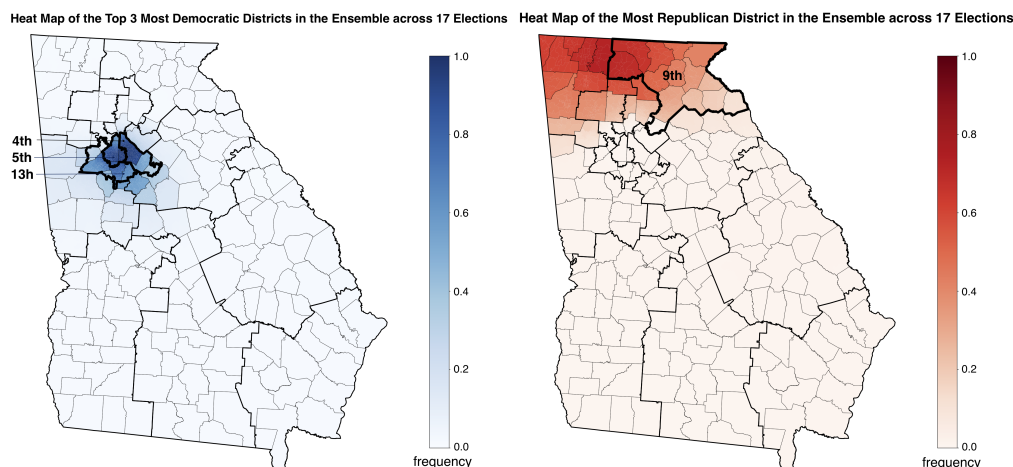 Heat Map of the Top 3 Most Democratic Districts in the Ensemble across 17 Elections
4th
5th
13h
1.0
0.8
0.6
0.4
0.2
0.0
frequency
Heat Map of the Most Republican District in the Ensemble across 17 Elections
9th
1.0
0.8
0.6
0.4
0.2
0.0
frequency